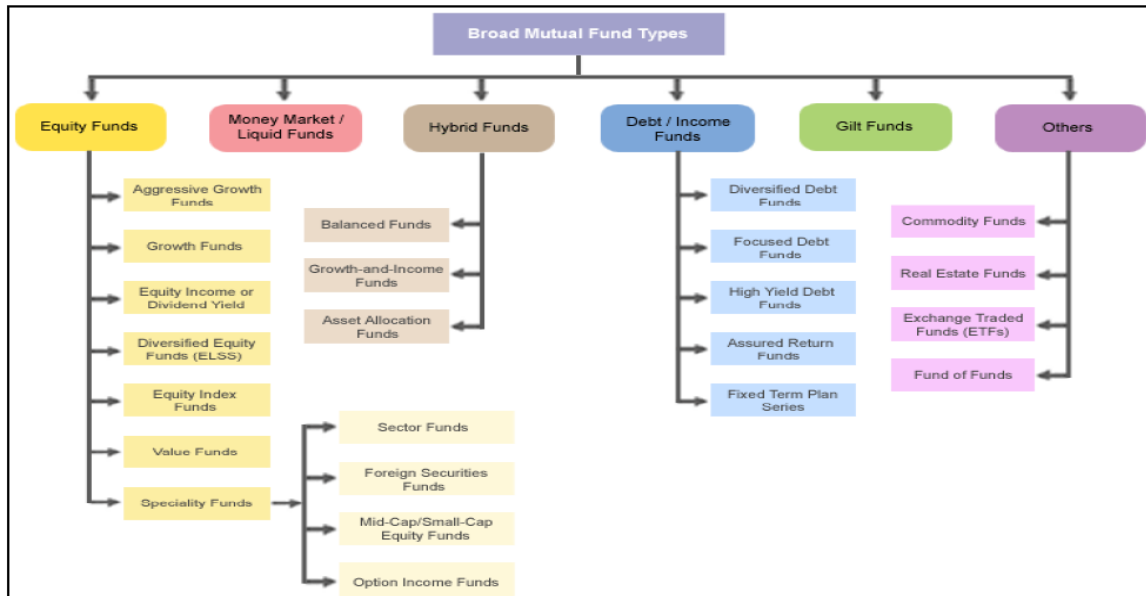 Broad Mutual Fund Types
Equity Funds
Money Market /
Liquid Funds
Hybrid Funds
Debt / Income
Funds
Gilt Funds
Others
Aggressive Growth
Funds
Growth Funds
Equity Income or
Dividend Yield
Diversified Equity
Funds (ELSS)
Equity Index
Funds
Value Funds
Speciality Funds
Sector Funds
Foreign Securities
Funds
Mid-Cap/Small-Cap
Equity Funds
Option Income Funds
Balanced Funds
Growth-and-Income
Funds
Asset Allocation
Funds
Diversified Debt
Funds
Focused Debt
Funds
High Yield Debt
Funds
Assured Return
Funds
Fixed Term Plan
Series
Commodity Funds
Real Estate Funds
Exchange Traded
Funds (ETFs)
Fund of Funds